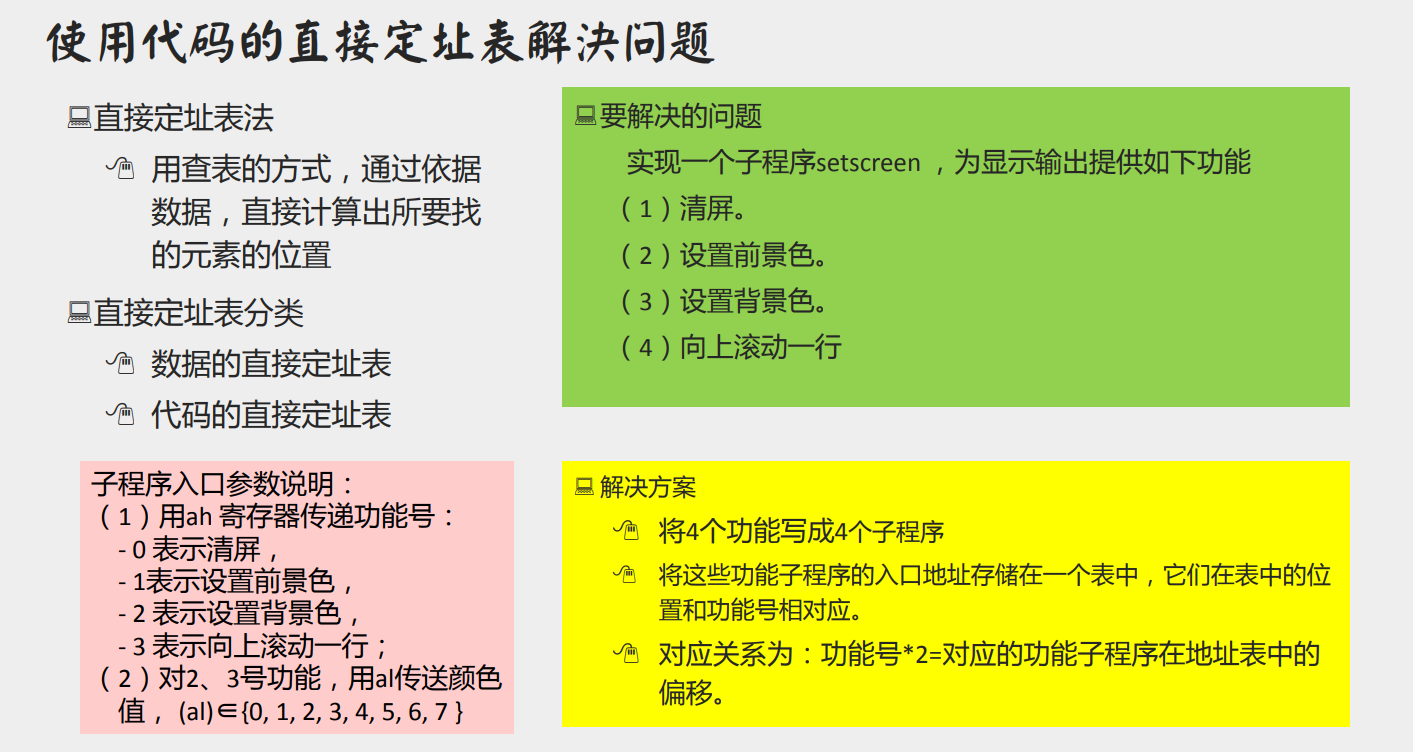 使用代码的直接定址表解决问题
直接定址表法
用查表的方式，通过依据
数据，直接计算出所要找
的元素的位置
直接定址表分类
数据的直接定址表
代码的直接定址表
要解决的问题
实现一个子程序setscreen ，为显示输出提供如下功能
（1）清屏。
（2）设置前景色。
（3）设置背景色。
（4）向上滚动一行
子程序入口参数说明：
（1）用ah 寄存器传递功能号：
- 0 表示清屏，
- 1表示设置前景色，
- 2 表示设置背景色，
- 3 表示向上滚动一行；
（2）对2、3号功能，用al传送颜色
值， (al)∈{0, 1, 2, 3, 4, 5, 6, 7 }
解决方案
将4个功能写成4个子程序
将这些功能子程序的入口地址存储在一个表中，它们在表中的位
置和功能号相对应。
对应关系为：功能号*2=对应的功能子程序在地址表中的
偏移。